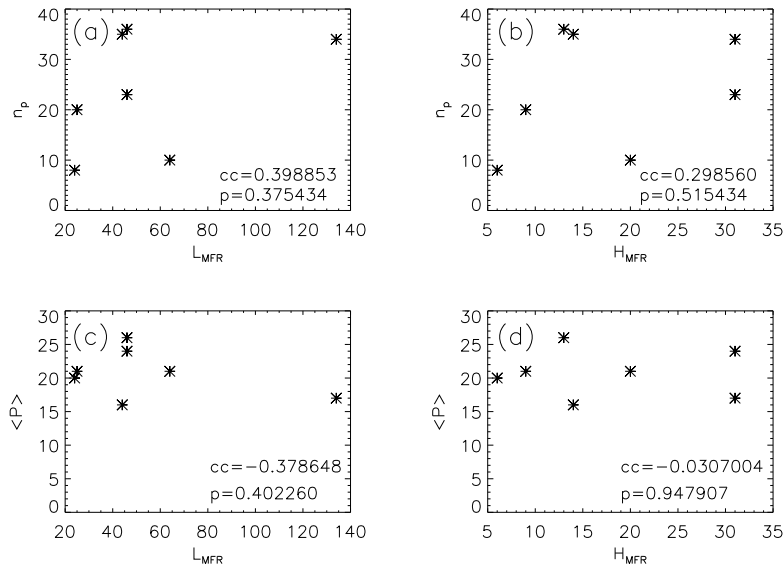 (a)
40
30
20
10
0
n_p
cc=0.398853
p=0.375434
20 40 60 80 100 120 140
L_MFR
(b)
40
30
20
10
0
n_p
cc=0.298560
p=0.515434
5 10 15 20 25 30 35
H_MFR
(c)
30
25
20
15
10
5
0
<P>
cc=−0.378648
p=0.402260
20 40 60 80 100 120 140
L_MFR
(d)
30
25
20
15
10
5
0
<P>
cc=−0.0307004
p=0.947907
5 10 15 20 25 30 35
H_MFR